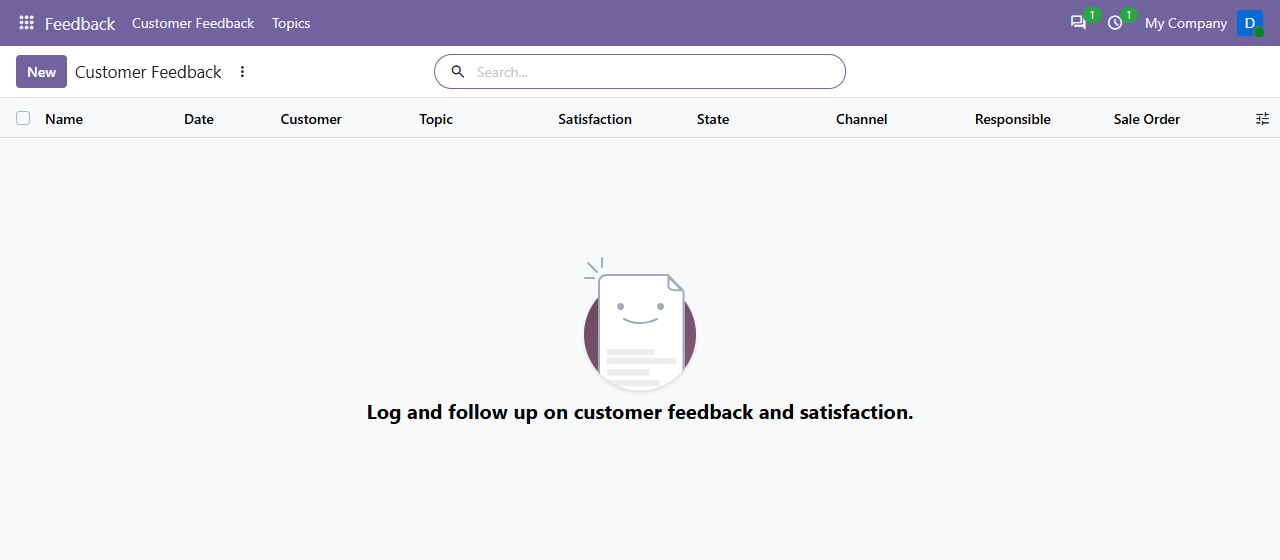 Feedback Customer Feedback Topics 1 1 My Company D
New Customer Feedback Search...
Name Date Customer Topic Satisfaction State Channel Responsible Sale Order
Log and follow up on customer feedback and satisfaction.